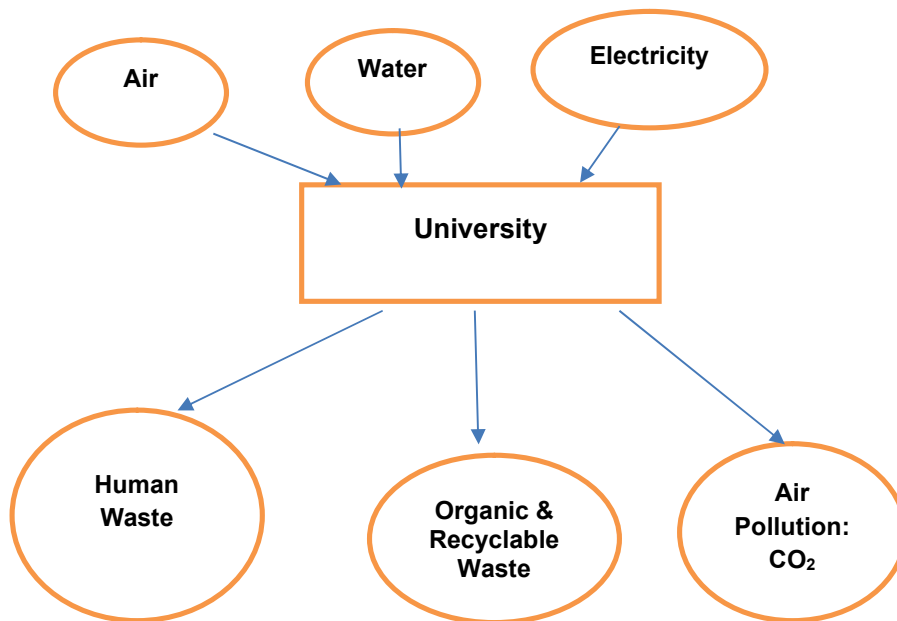 Air
Water
Electricity
University
Human
Waste
Organic &
Recyclable
Waste
Air
Pollution:
CO₂